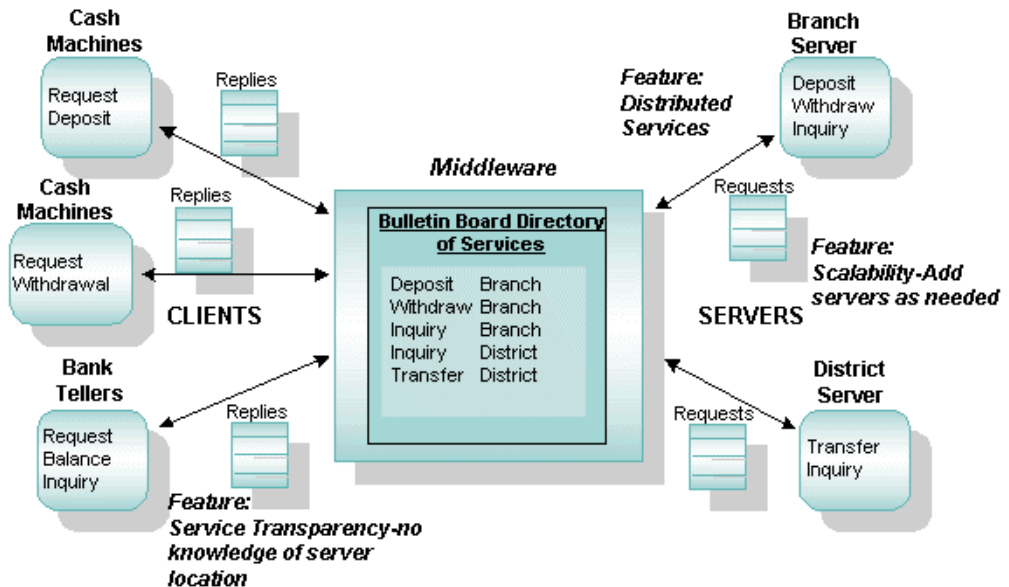 Cash
Machines
Request
Deposit
Replies
Cash
Machines
Request
Withdrawal
Replies
CLIENTS
Bank
Tellers
Request
Balance
Inquiry
Replies
Feature:
Service Transparency-no
knowledge of server
location
Middleware
Bulletin Board Directory
of Services
Deposit Branch
Withdraw Branch
Inquiry Branch
Inquiry District
Transfer District
Feature:
Distributed
Services
Branch
Server
Deposit
Withdraw
Inquiry
Requests
Feature:
Scalability-Add
servers as needed
SERVERS
District
Server
Requests
Transfer
Inquiry